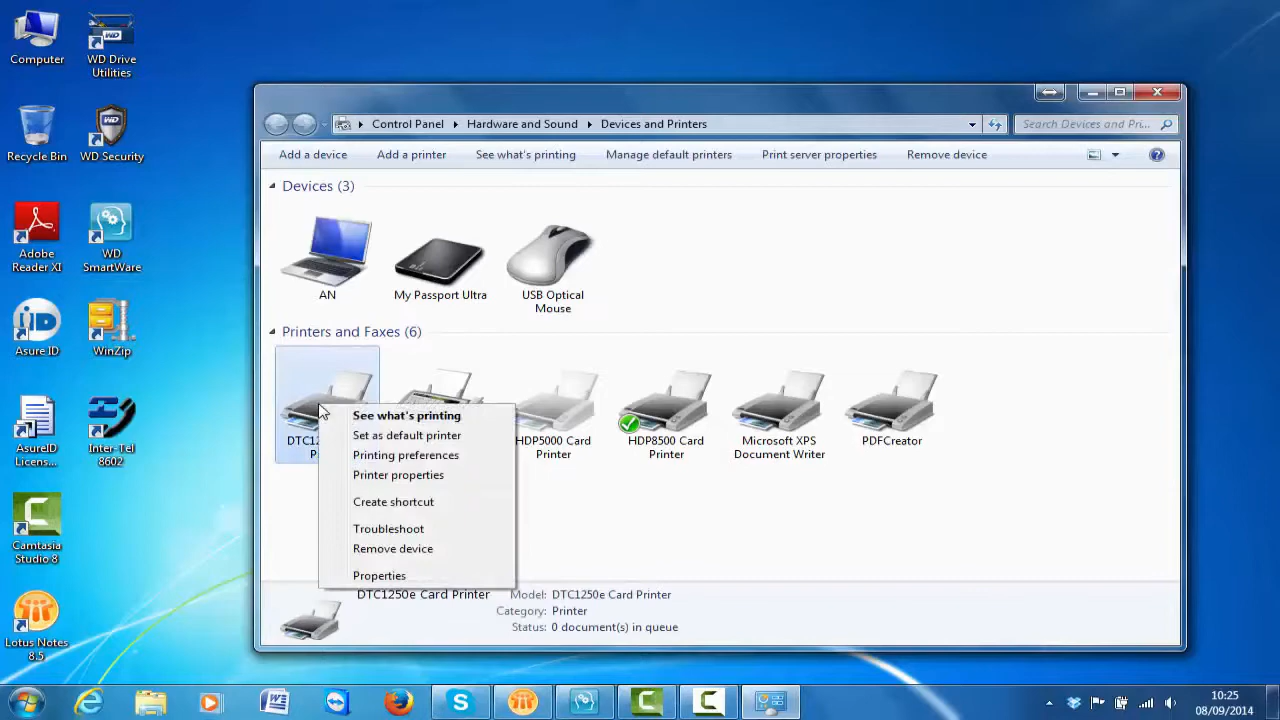 Computer
WD Drive
Utilities
Recycle Bin
WD Security
Adobe
Reader XI
WD
SmartWare
Asure ID
WinZip
AsureID
Licens...
Inter-Tel
8602
Camtasia
Studio 8
Lotus Notes
8.5
Control Panel
Hardware and Sound
Devices and Printers
Search Devices and Pri...
Add a device
Add a printer
See what's printing
Manage default printers
Print server properties
Remove device
Devices (3)
AN
My Passport Ultra
USB Optical
Mouse
Printers and Faxes (6)
DTC12
HDP5000 Card
Printer
HDP8500 Card
Printer
Microsoft XPS
Document Writer
PDFCreator
See what's printing
Set as default printer
Printing preferences
Printer properties
Create shortcut
Troubleshoot
Remove device
Properties
DTC1250e Card Printer
Model: DTC1250e Card Printer
Category: Printer
Status: 0 document(s) in queue
10:25
08/09/2014